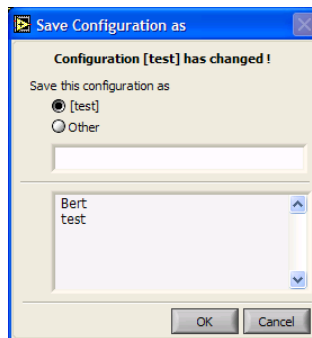 Save Configuration as
Configuration [test] has changed !
Save this configuration as
[test]
Other
Bert
test
OK Cancel